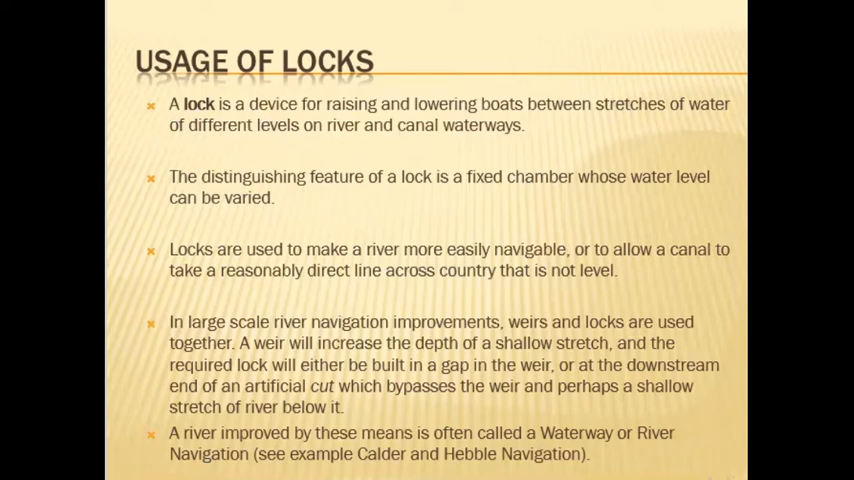 USAGE OF LOCKS
A lock is a device for raising and lowering boats between stretches of water
of different levels on river and canal waterways.
The distinguishing feature of a lock is a fixed chamber whose water level
can be varied.
Locks are used to make a river more easily navigable, or to allow a canal to
take a reasonably direct line across country that is not level.
In large scale river navigation improvements, weirs and locks are used
together. A weir will increase the depth of a shallow stretch, and the
required lock will either be built in a gap in the weir, or at the downstream
end of an artificial cut which bypasses the weir and perhaps a shallow
stretch of river below it.
A river improved by these means is often called a Waterway or River
Navigation (see example Calder and Hebble Navigation).